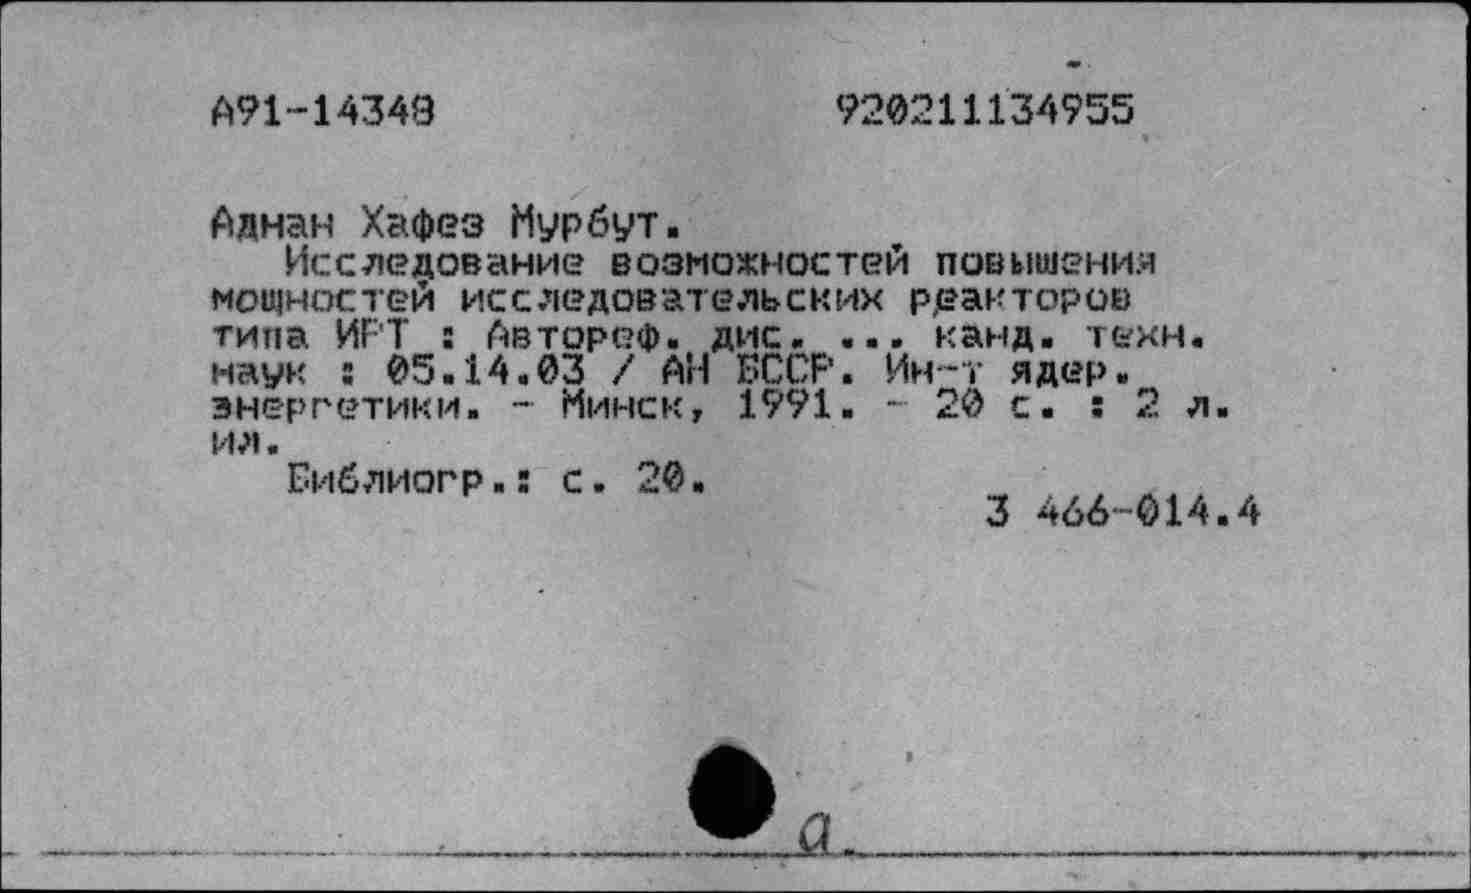 А91-14348 920211134955
Аднан Хафез Мурбут.
Исследование возможностей повышения
мощностей исследовательских реакторов
типа ИРТ : Автореф. дис. ... канд. техн.
наук : 05.14.03 / АН БССР. Ин-т ядер.
энергетики. - Минск, 1991. - 20 с. : 2 л.
ил.
Библиогр.: с. 20.
3 466-014.4
а.